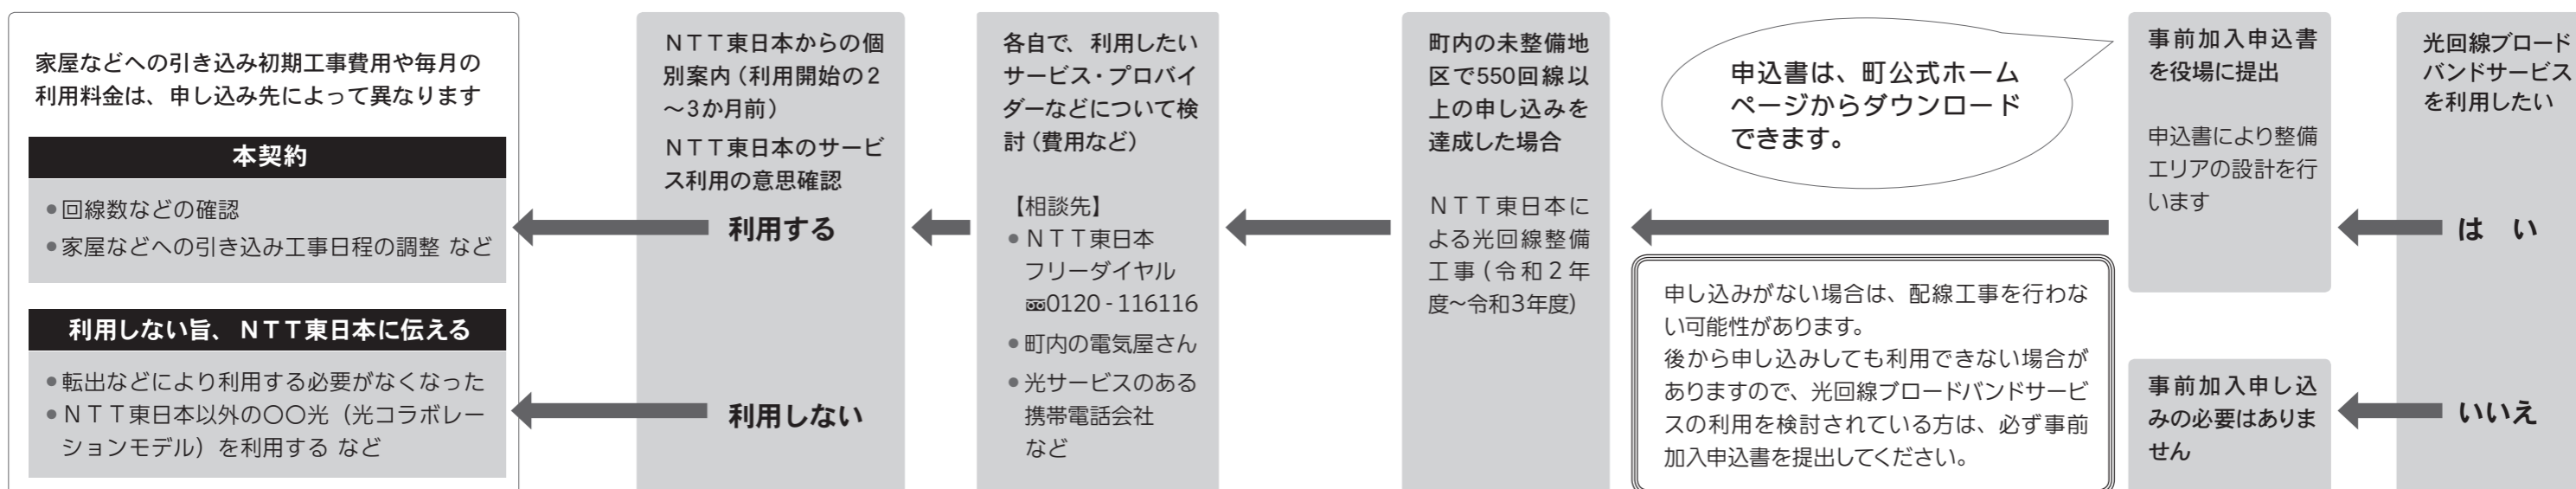 光回線ブロード
バンドサービス
を利用したい
は　い
いいえ
事前加入申込書
を役場に提出
申込書により整備
エリアの設計を行
います
事前加入申し込
みの必要はありま
せん
申込書は、町公式ホーム
ページからダウンロード
できます。
申し込みがない場合は、配線工事を行わな
い可能性があります。
後から申し込みしても利用できない場合が
ありますので、光回線ブロードバンドサービ
スの利用を検討されている方は、必ず事前
加入申込書を提出してください。
町内の未整備地
区で550回線以
上の申し込みを
達成した場合
ＮＴＴ東日本に
よる光回線整備
工事（令和２年
度~令和3年度）
各自で、利用したい
サービス・プロバイ
ダーなどについて検
討（費用など）
【相談先】
●ＮＴＴ東日本
フリーダイヤル
0120-116116
●町内の電気屋さん
●光サービスのある
携帯電話会社
など
ＮＴＴ東日本からの個
別案内（利用開始の２
～3か月前）
ＮＴＴ東日本のサービ
ス利用の意思確認
利用する
利用しない
家屋などへの引き込み初期工事費用や毎月の
利用料金は、申し込み先によって異なります
本契約
●回線数などの確認
●家屋などへの引き込み工事日程の調整 など
利用しない旨、ＮＴＴ東日本に伝える
●転出などにより利用する必要がなくなった
●ＮＴＴ東日本以外の〇〇光（光コラボレー
ションモデル）を利用する など